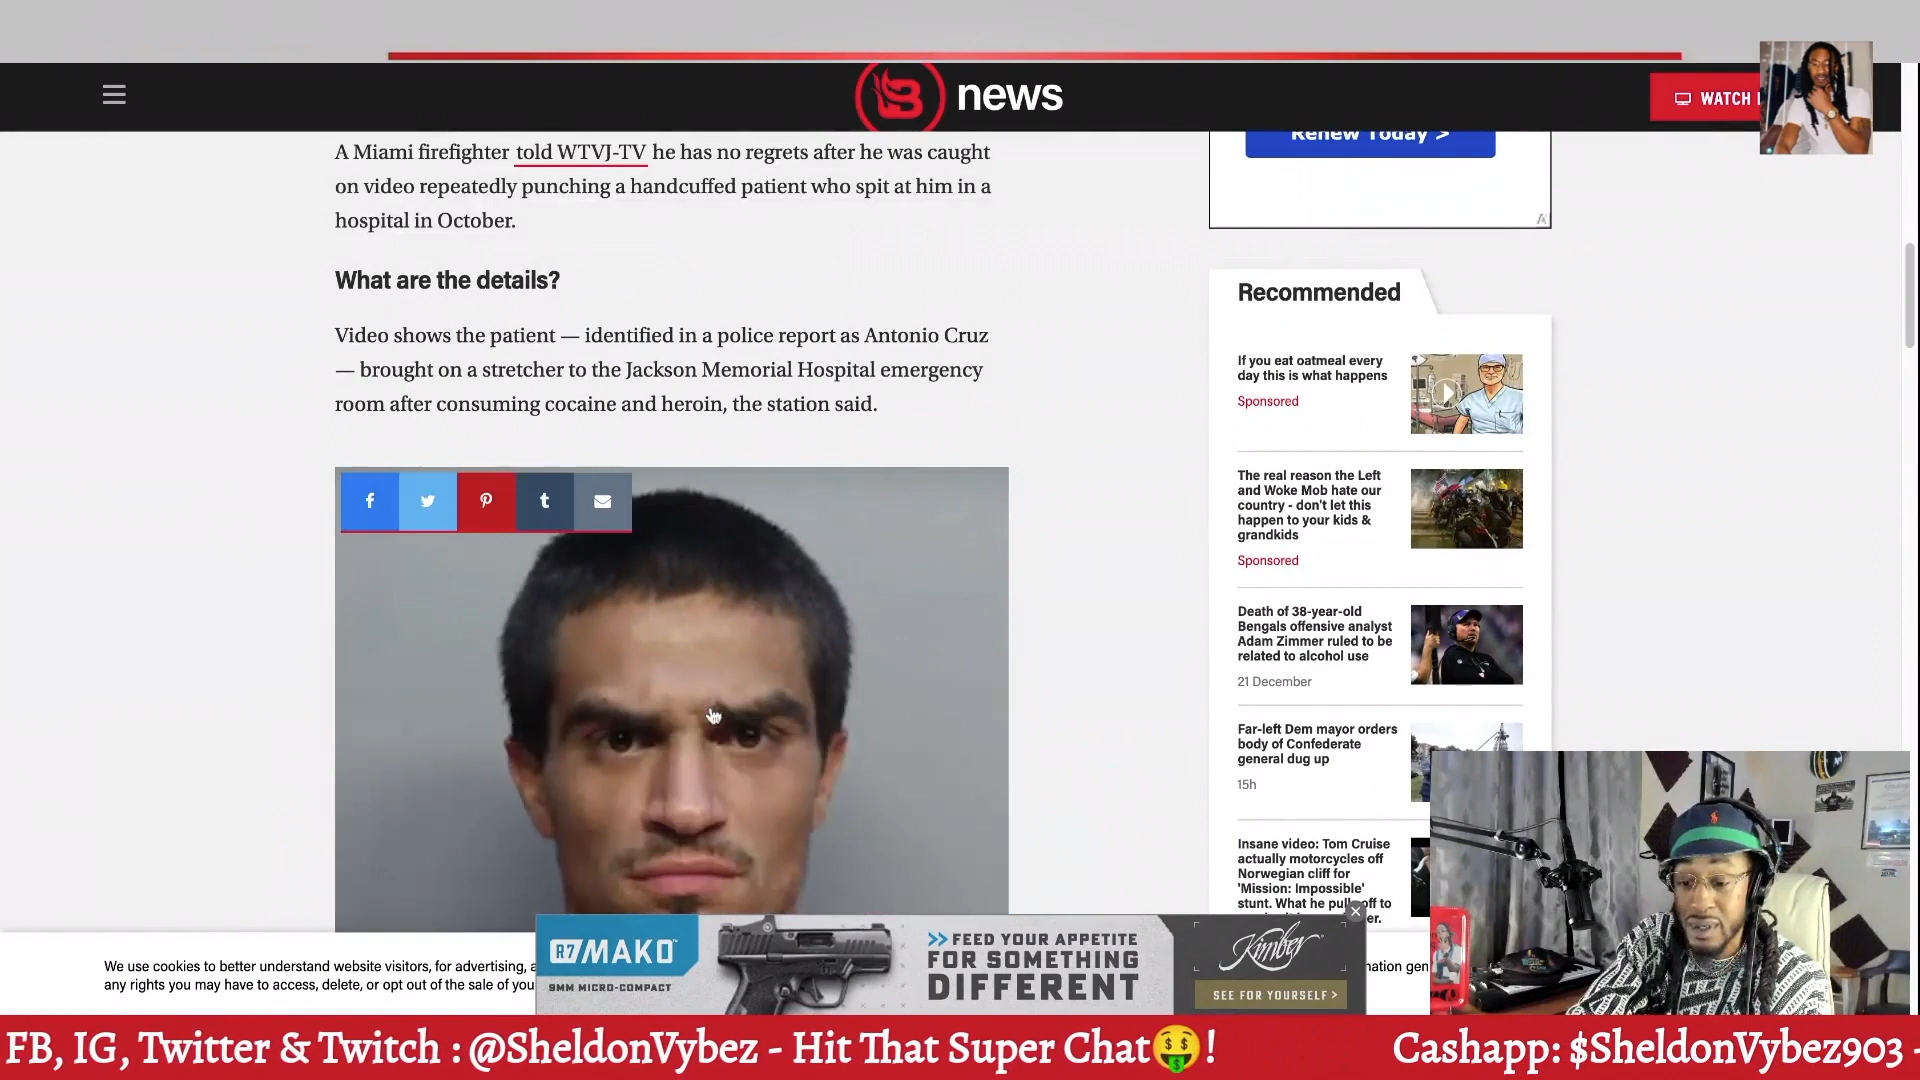 news
WATCH
A Miami firefighter told WTVJ-TV he has no regrets after he was caught
on video repeatedly punching a handcuffed patient who spit at him in a
hospital in October.
What are the details?
Video shows the patient — identified in a police report as Antonio Cruz
— brought on a stretcher to the Jackson Memorial Hospital emergency
room after consuming cocaine and heroin, the station said.
Renew Today >
Recommended
If you eat oatmeal every
day this is what happens
Sponsored
The real reason the Left
and Woke Mob hate our
country - don't let this
happen to your kids &
grandkids
Sponsored
Death of 38-year-old
Bengals offensive analyst
Adam Zimmer ruled to be
related to alcohol use
21 December
Far-left Dem mayor orders
body of Confederate
general dug up
15h
Insane video: Tom Cruise
actually motorcycles off
Norwegian cliff for
'Mission: Impossible'
stunt. What he off to
We use cookies to better understand website visitors, for advertising,
any rights you may have to access, delete, or opt out of the sale of you
R7 MAKO
9MM MICRO-COMPACT
>> FEED YOUR APPETITE
FOR SOMETHING
DIFFERENT
Kimber
SEE FOR YOURSELF >
FB, IG, Twitter & Twitch : @SheldonVybez - Hit That Super Chat🤑! Cashapp: $SheldonVybez903 -